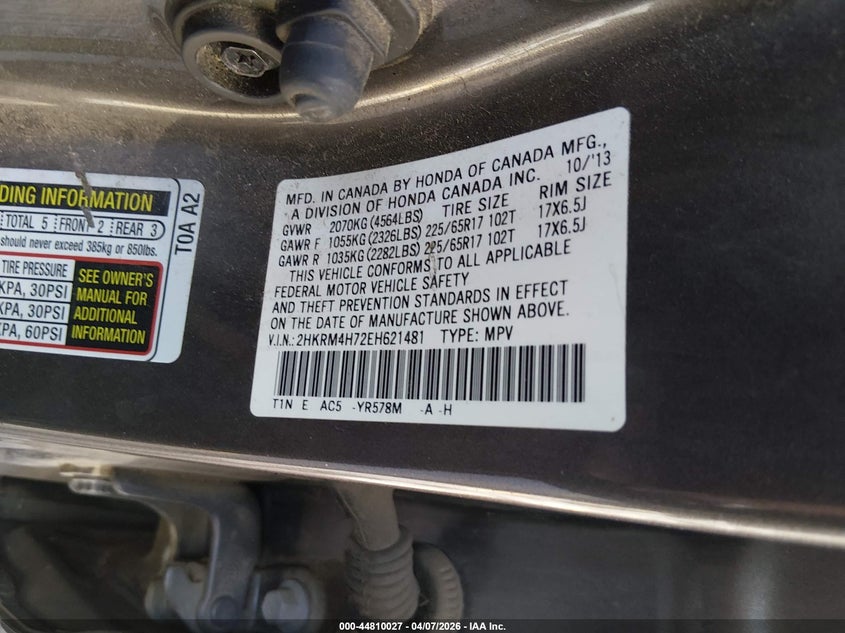 DING INFORMATION
TOTAL 5 FRONT 2 REAR 3
should never exceed 385kg or 850lbs.
TIRE PRESSURE
KPA, 30PSI
KPA, 30PSI
KPA, 60PSI
SEE OWNER'S
MANUAL FOR
ADDITIONAL
INFORMATION
T0A A2
MFD. IN CANADA BY HONDA OF CANADA MFG.,
A DIVISION OF HONDA CANADA INC. 10/'13
GVWR 2070KG (4564LBS) TIRE SIZE RIM SIZE
GAWR F 1055KG (2326LBS) 225/65R17 102T 17X6.5J
GAWR R 1035KG (2282LBS) 225/65R17 102T 17X6.5J
THIS VEHICLE CONFORMS TO ALL APPLICABLE
FEDERAL MOTOR VEHICLE SAFETY
AND THEFT PREVENTION STANDARDS IN EFFECT
ON THE DATE OF MANUFACTURE SHOWN ABOVE.
V.I.N.: 2HKRM4H72EH621481 TYPE: MPV
T1N E AC5 -YR578M -A -H
000-44810027 - 04/07/2026 - IAA Inc.